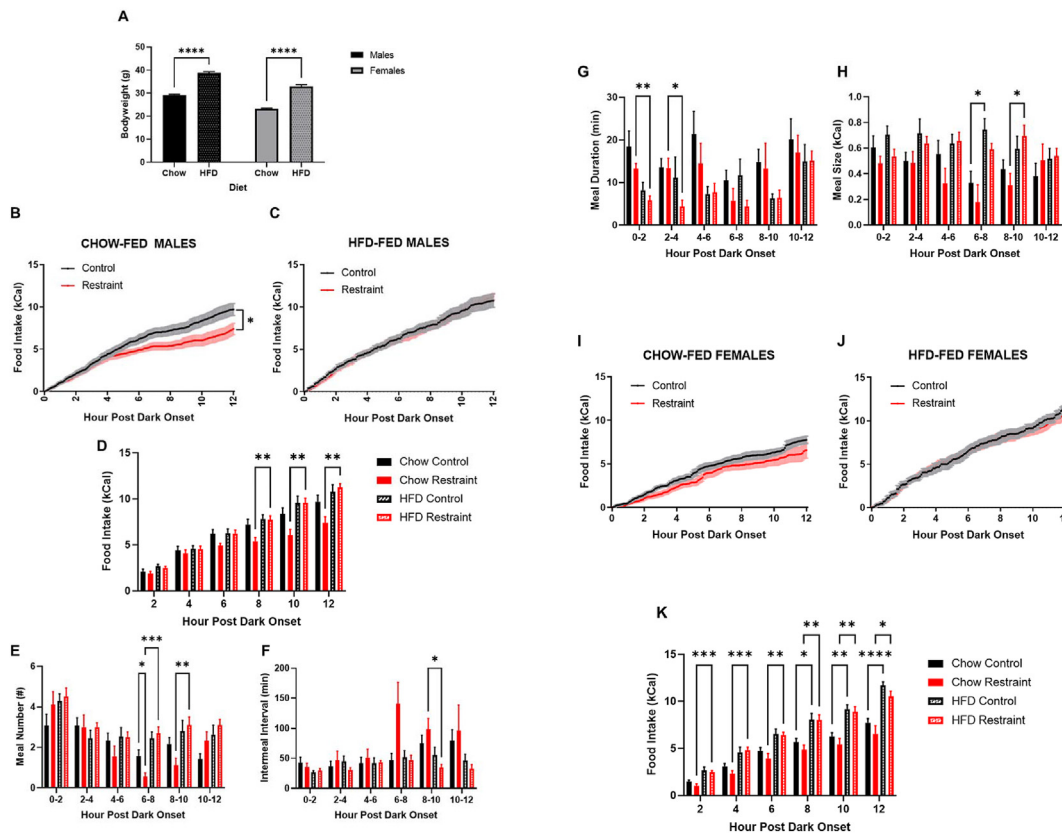 A
Bodyweight (g)
50
40
30
20
10
0
****
****
Chow
HFD
Chow
HFD
Diet
Males
Females
B
CHOW-FED MALES
Control
Restraint
Food Intake (kCal)
15
10
5
0
*
0
2
4
6
8
10
12
Hour Post Dark Onset
C
HFD-FED MALES
Control
Restraint
Food Intake (kCal)
15
10
5
0
0
2
4
6
8
10
12
Hour Post Dark Onset
D
Food Intake (kCal)
15
10
5
0
**
**
**
2
4
6
8
10
12
Hour Post Dark Onset
Chow Control
Chow Restraint
HFD Control
HFD Restraint
E
Meal Number (#)
6
4
2
0
***
*
**
0-2
2-4
4-6
6-8
8-10
10-12
Hour Post Dark Onset
F
Intermeal Interval (min)
200
150
100
50
0
*
0-2
2-4
4-6
6-8
8-10
10-12
Hour Post Dark Onset
G
Meal Duration (min)
30
20
10
0
**
*
0-2
2-4
4-6
6-8
8-10
10-12
Hour Post Dark Onset
H
Meal Size (kCal)
1.0
0.8
0.6
0.4
0.2
0.0
*
*
0-2
2-4
4-6
6-8
8-10
10-12
Hour Post Dark Onset
I
CHOW-FED FEMALES
Control
Restraint
Food Intake (kCal)
15
10
5
0
0
2
4
6
8
10
12
Hour Post Dark Onset
J
HFD-FED FEMALES
Control
Restraint
Food Intake (kCal)
15
10
5
0
0
2
4
6
8
10
12
Hour Post Dark Onset
K
Food Intake (kCal)
15
10
5
0
**
**
*
***
***
**
*
**
****
2
4
6
8
10
12
Hour Post Dark Onset
Chow Control
Chow Restraint
HFD Control
HFD Restraint